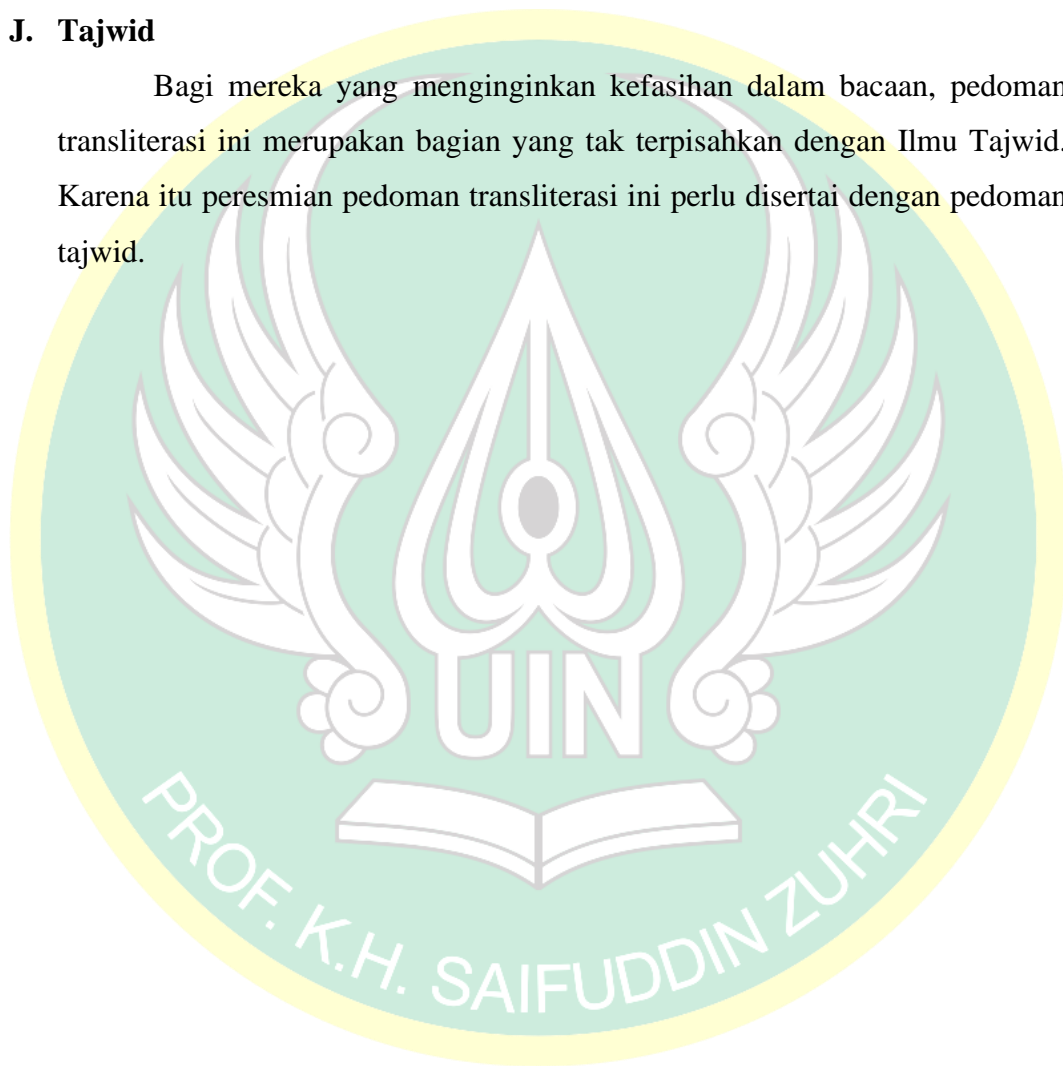 J. Tajwid
Bagi mereka yang menginginkan kefasihan dalam bacaan, pedoman
transliterasi ini merupakan bagian yang tak terpisahkan dengan Ilmu Tajwid.
Karena itu peresmian pedoman transliterasi ini perlu disertai dengan pedoman
tajwid.
UIN
PROF. K.H. SAIFUDDIN ZUHRI